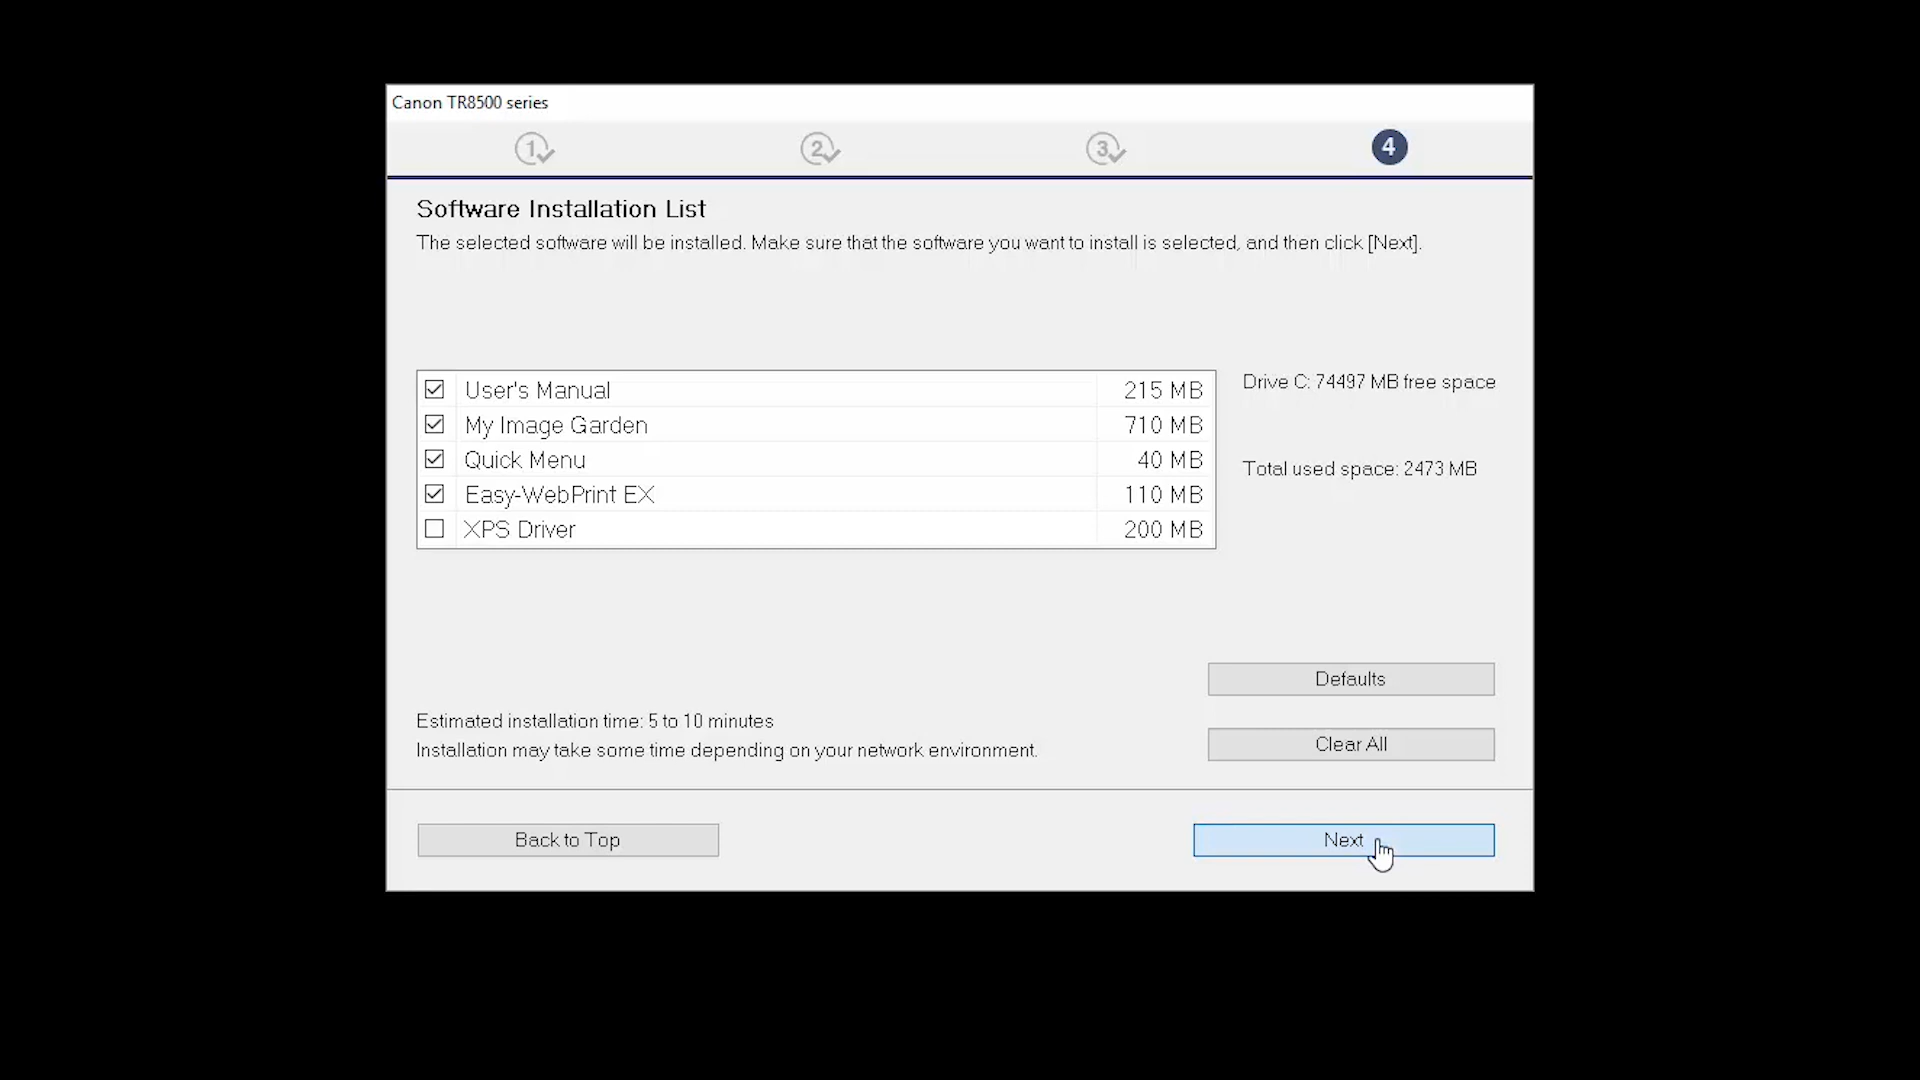 Canon TR8500 series
1 2 3 4
Software Installation List
The selected software will be installed. Make sure that the software you want to install is selected, and then click [Next].
User's Manual 215 MB
My Image Garden 710 MB
Quick Menu 40 MB
Easy-WebPrint EX 110 MB
XPS Driver 200 MB
Drive C: 74497 MB free space
Total used space: 2473 MB
Defaults
Estimated installation time: 5 to 10 minutes
Installation may take some time depending on your network environment.
Clear All
Back to Top
Next